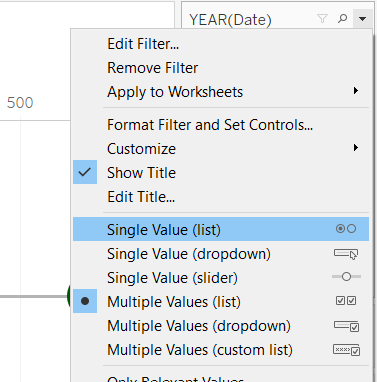 YEAR(Date)
Edit Filter...
Remove Filter
Apply to Worksheets
500
Format Filter and Set Controls...
Customize
Show Title
Edit Title...
Single Value (list)
Single Value (dropdown)
Single Value (slider)
Multiple Values (list)
Multiple Values (dropdown)
Multiple Values (custom list)
Only Relevant Values